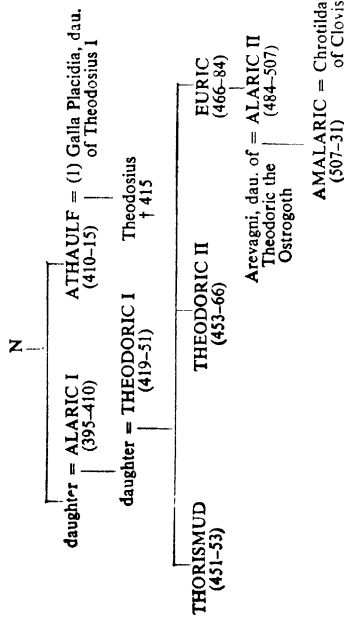 N
daughter = ALARIC I
(395–410)
ATHAULF = (1) Galla Placidia, dau.
(410–15)
of Theodosius I
daughter = THEODORIC I
(419–51)
Theodosius
† 415
THORISMUD
(451–53)
THEODORIC II
(453–66)
EURIC
(466–84)
Arevagni, dau. of = ALARIC II
Theodoric the
(484–507)
Ostrogoth
AMALARIC = Chrotilda
(507–31)
of Clovis